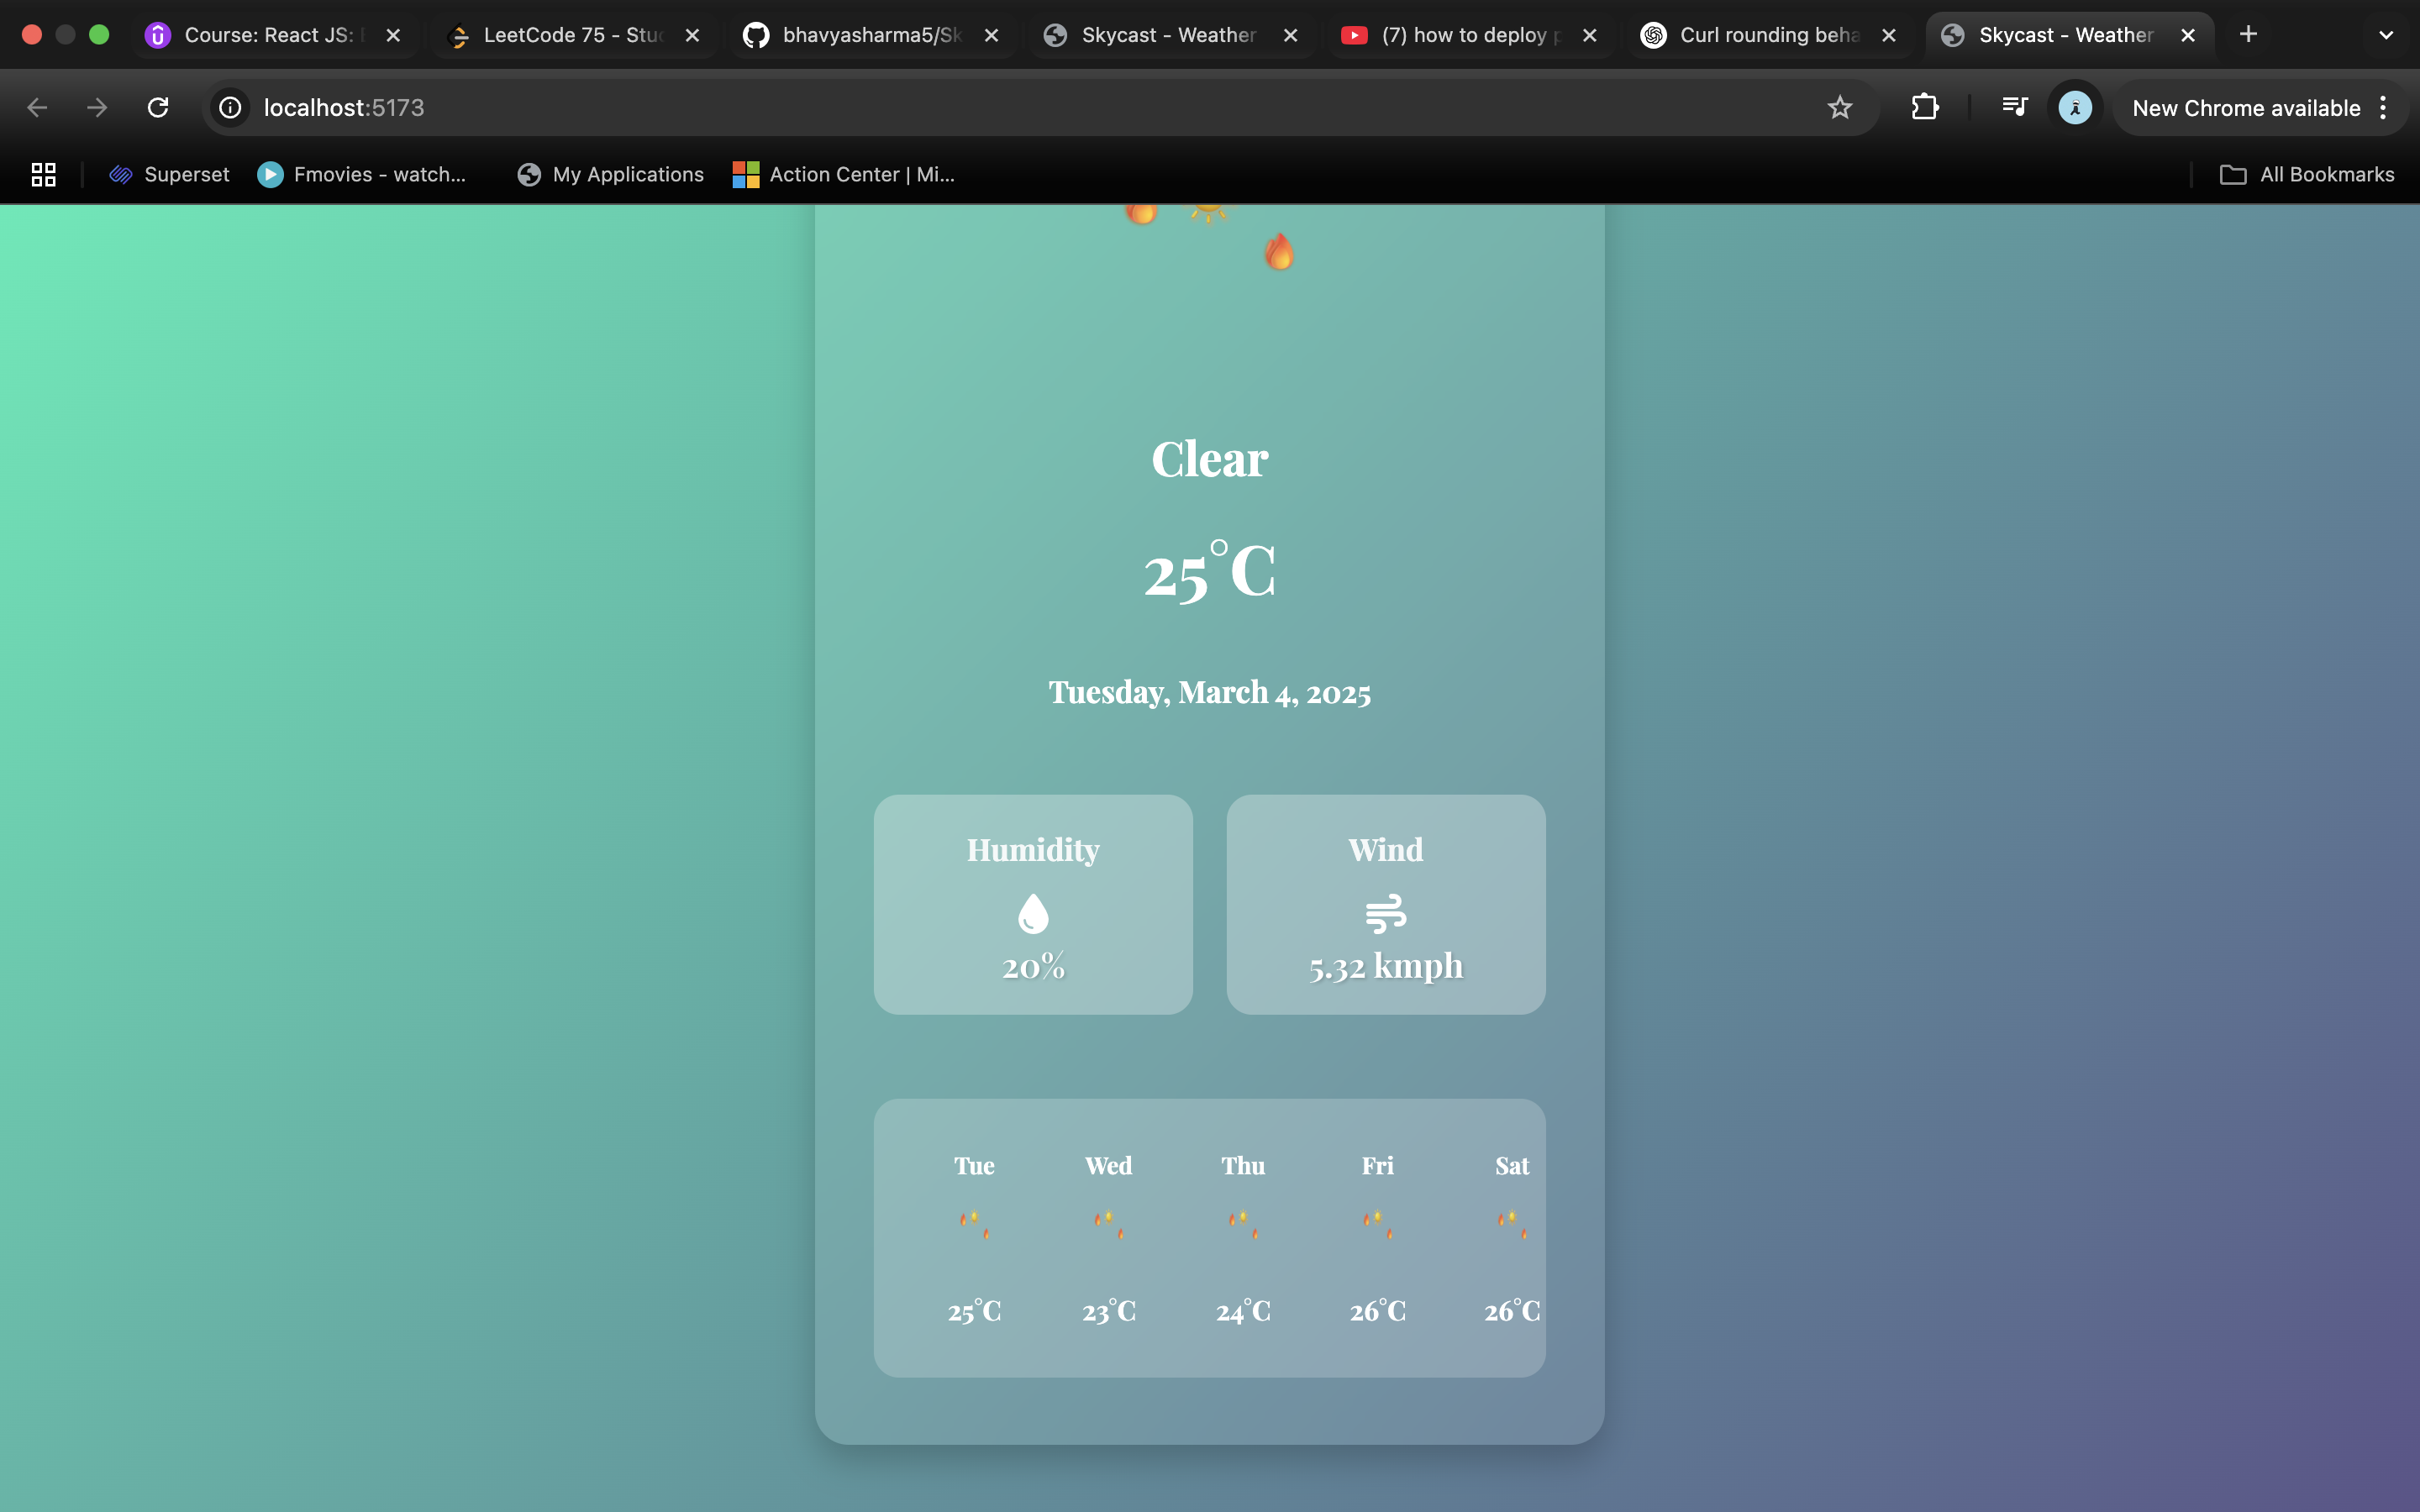 Course: React JS:
LeetCode 75 - Stu
bhavyasharma5/Sk
Skycast - Weather
(7) how to deploy p
Curl rounding beha
Skycast - Weather
localhost:5173
New Chrome available
Superset
Fmovies - watch...
My Applications
Action Center | Mi...
All Bookmarks
Clear
25°C
Tuesday, March 4, 2025
Humidity
20%
Wind
5.32 kmph
Tue Wed Thu Fri Sat
25°C 23°C 24°C 26°C 26°C